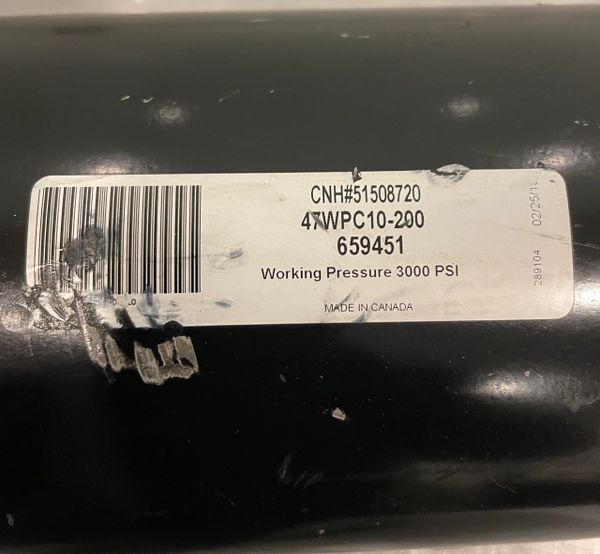 CNH#51508720
47WPC10-200
659451
Working Pressure 3000 PSI
MADE IN CANADA
289104